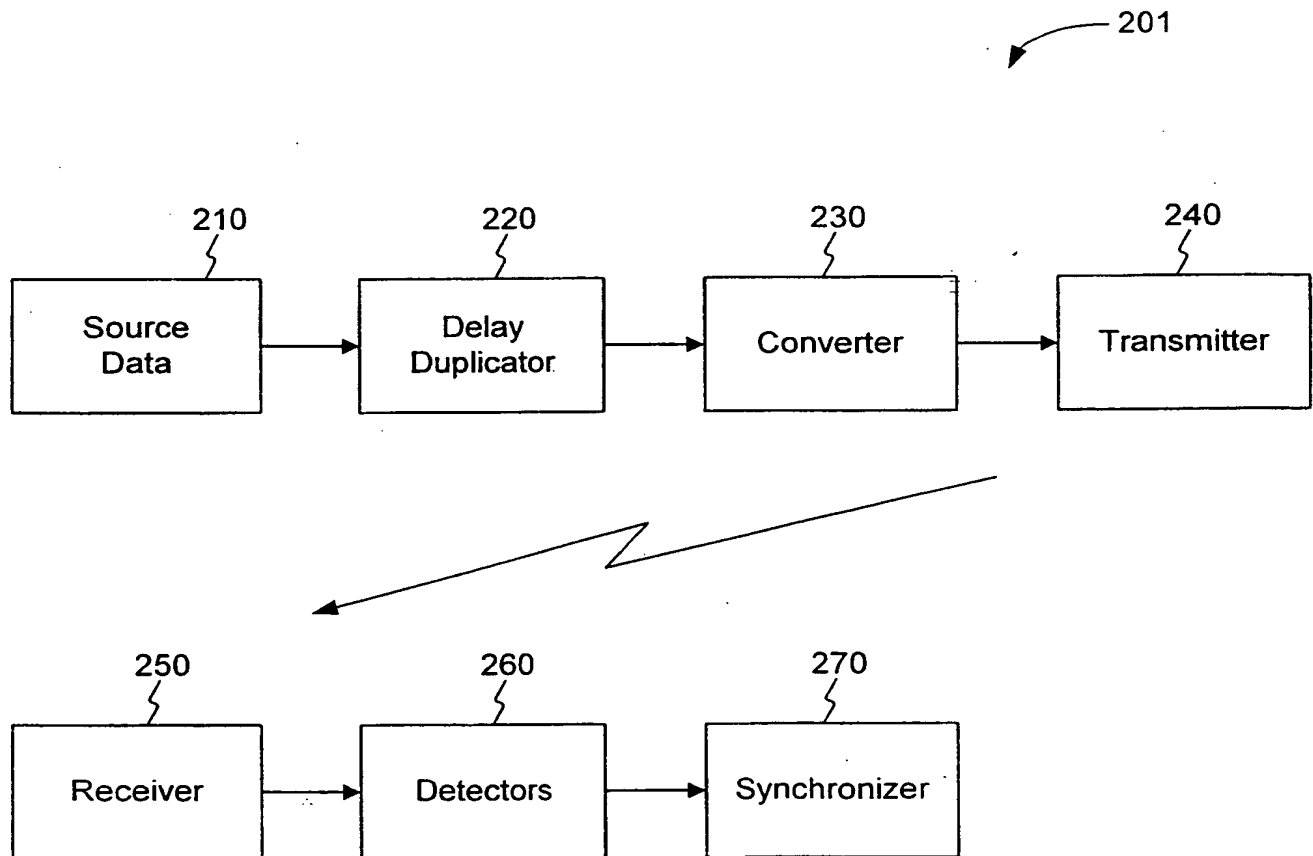 201
210
220
230
240
Source
Data
Delay
Duplicator
Converter
Transmitter
250
260
270
Receiver
Detectors
Synchronizer